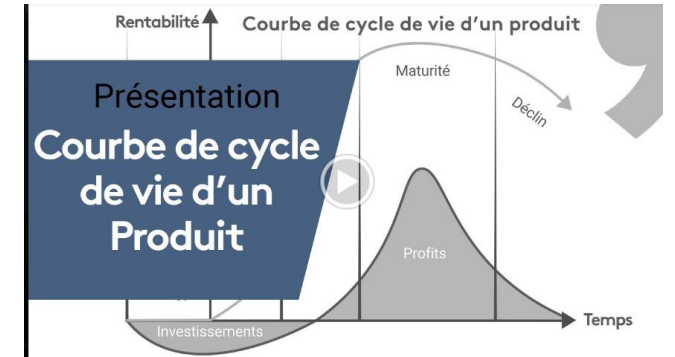 Rentabilité
Courbe de cycle de vie d’un produit
Maturité
Déclin
Présentation
Courbe de cycle
de vie d’un
Produit
Profits
Investissements
Temps